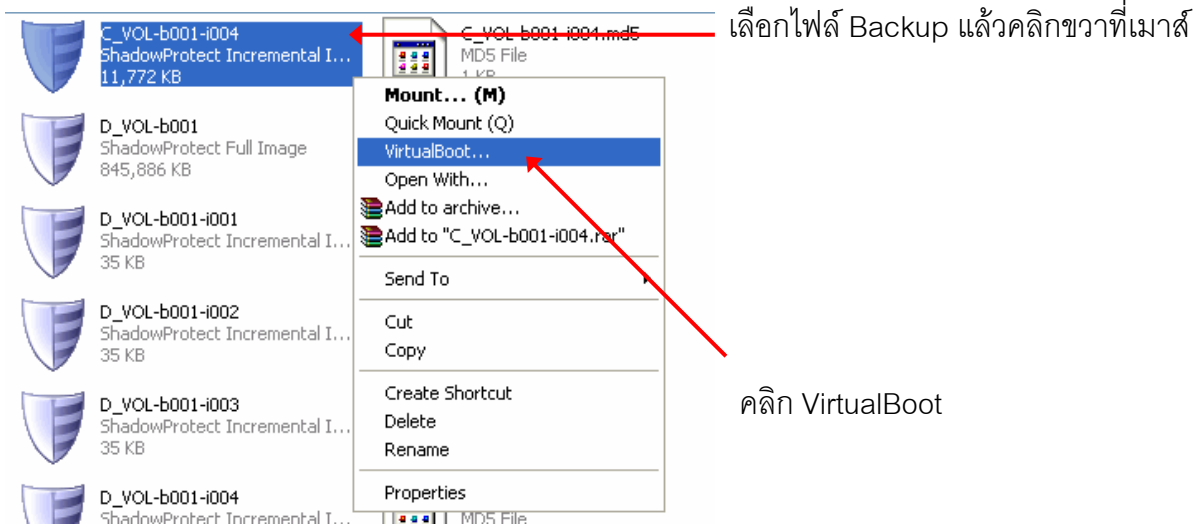 C_VOL-b001-i004
ShadowProtect Incremental I...
11,772 KB
C_VOL-b001-i004.md5
MD5 File
1 KB
เลือกไฟล์ Backup แล้วคลิกขวาที่เมาส์
D_VOL-b001
ShadowProtect Full Image
845,886 KB
D_VOL-b001-i001
ShadowProtect Incremental I...
35 KB
D_VOL-b001-i002
ShadowProtect Incremental I...
35 KB
D_VOL-b001-i003
ShadowProtect Incremental I...
35 KB
D_VOL-b001-i004
ShadowProtect Incremental I...
MD5 File
Mount... (M)
Quick Mount (Q)
VirtualBoot...
Open With...
Add to archive...
Add to "C_VOL-b001-i004.rar"
Send To
Cut
Copy
Create Shortcut
Delete
Rename
Properties
คลิก VirtualBoot